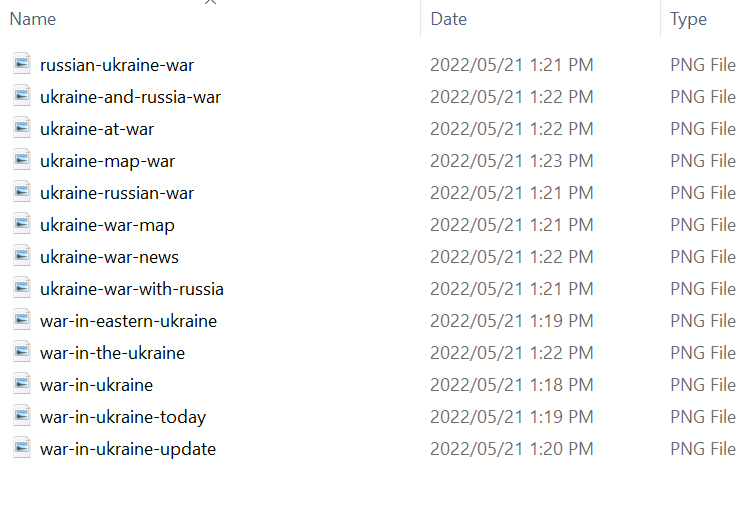 Name Date Type
russian-ukraine-war 2022/05/21 1:21 PM PNG File
ukraine-and-russia-war 2022/05/21 1:22 PM PNG File
ukraine-at-war 2022/05/21 1:22 PM PNG File
ukraine-map-war 2022/05/21 1:23 PM PNG File
ukraine-russian-war 2022/05/21 1:21 PM PNG File
ukraine-war-map 2022/05/21 1:21 PM PNG File
ukraine-war-news 2022/05/21 1:22 PM PNG File
ukraine-war-with-russia 2022/05/21 1:21 PM PNG File
war-in-eastern-ukraine 2022/05/21 1:19 PM PNG File
war-in-the-ukraine 2022/05/21 1:22 PM PNG File
war-in-ukraine 2022/05/21 1:18 PM PNG File
war-in-ukraine-today 2022/05/21 1:19 PM PNG File
war-in-ukraine-update 2022/05/21 1:20 PM PNG File